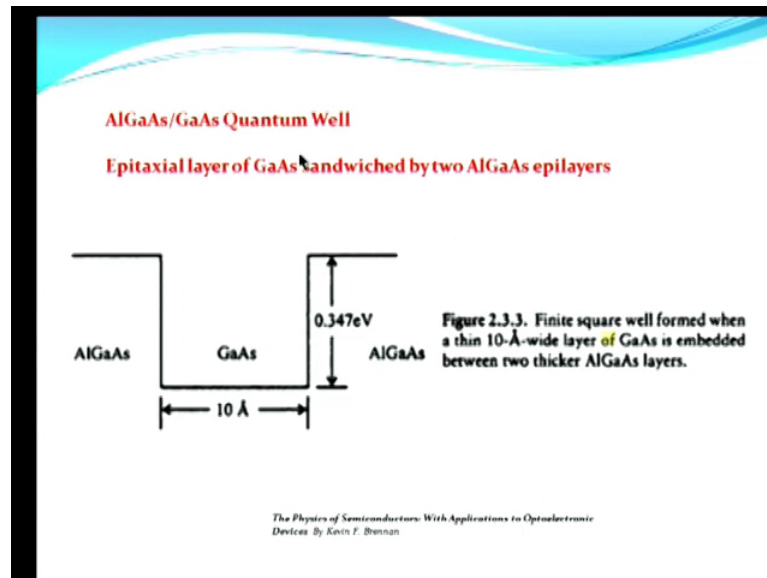 AlGaAs/GaAs Quantum Well
Epitaxial layer of GaAs sandwiched by two AlGaAs epilayers
0.347eV
AlGaAs
GaAs
AlGaAs
10 Å
Figure 2.3.3. Finite square well formed when
a thin 10-Å-wide layer of GaAs is embedded
between two thicker AlGaAs layers.
The Physics of Semiconductors: With Applications to Optoelectronic
Devices By Kevin F. Brennan